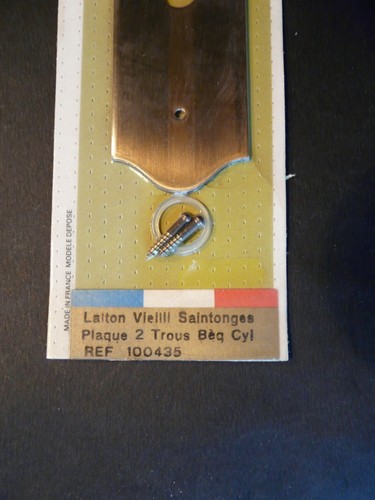 MADE IN FRANCE MODELE DEPOSE
Laiton Vieilli Saintonges
Plaque 2 Trous Bèq Cyl
REF 100435